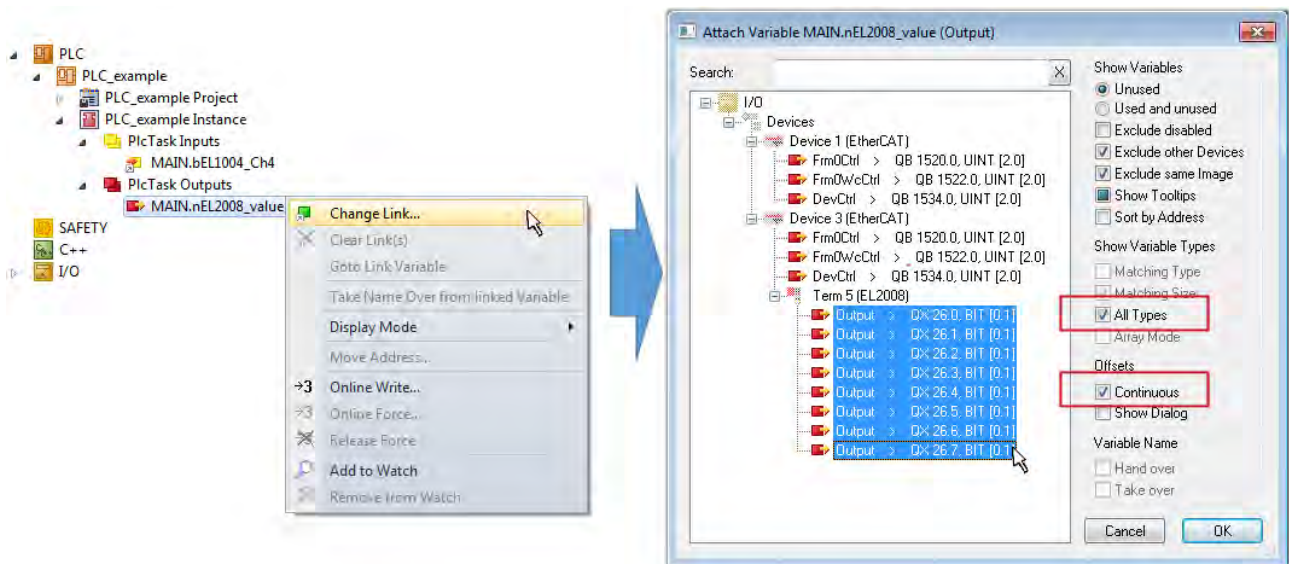 PLC
PLC_example
PLC_example Project
PLC_example Instance
PlcTask Inputs
MAIN.bEL1004_Ch4
PlcTask Outputs
MAIN.nEL2008_value
SAFETY
C++
I/O
Change Link...
Clear Link(s)
Goto Link Variable
Take Name Over from linked Variable
Display Mode
Move Address...
Online Write...
Online Force...
Release Force
Add to Watch
Remove from Watch
Attach Variable MAIN.nEL2008_value (Output)
Search:
I/O
Devices
Device 1 (EtherCAT)
Frm0Ctrl > QB 1520.0, UINT [2.0]
Frm0WcCtrl > QB 1522.0, UINT [2.0]
DevCtrl > QB 1534.0, UINT [2.0]
Device 3 (EtherCAT)
Frm0Ctrl > QB 1520.0, UINT [2.0]
Frm0WcCtrl > QB 1522.0, UINT [2.0]
DevCtrl > QB 1534.0, UINT [2.0]
Term 5 (EL2008)
Output > QX 26.0, BIT [0.1]
Output > QX 26.1, BIT [0.1]
Output > QX 26.2, BIT [0.1]
Output > QX 26.3, BIT [0.1]
Output > QX 26.4, BIT [0.1]
Output > QX 26.5, BIT [0.1]
Output > QX 26.6, BIT [0.1]
Output > QX 26.7, BIT [0.1]
Show Variables
Unused
Used and unused
Exclude disabled
Exclude other Devices
Exclude same Image
Show Tooltips
Sort by Address
Show Variable Types
Matching Type
Matching Size
All Types
Array Mode
Offsets
Continuous
Show Dialog
Variable Name
Hand over
Take over
Cancel
OK